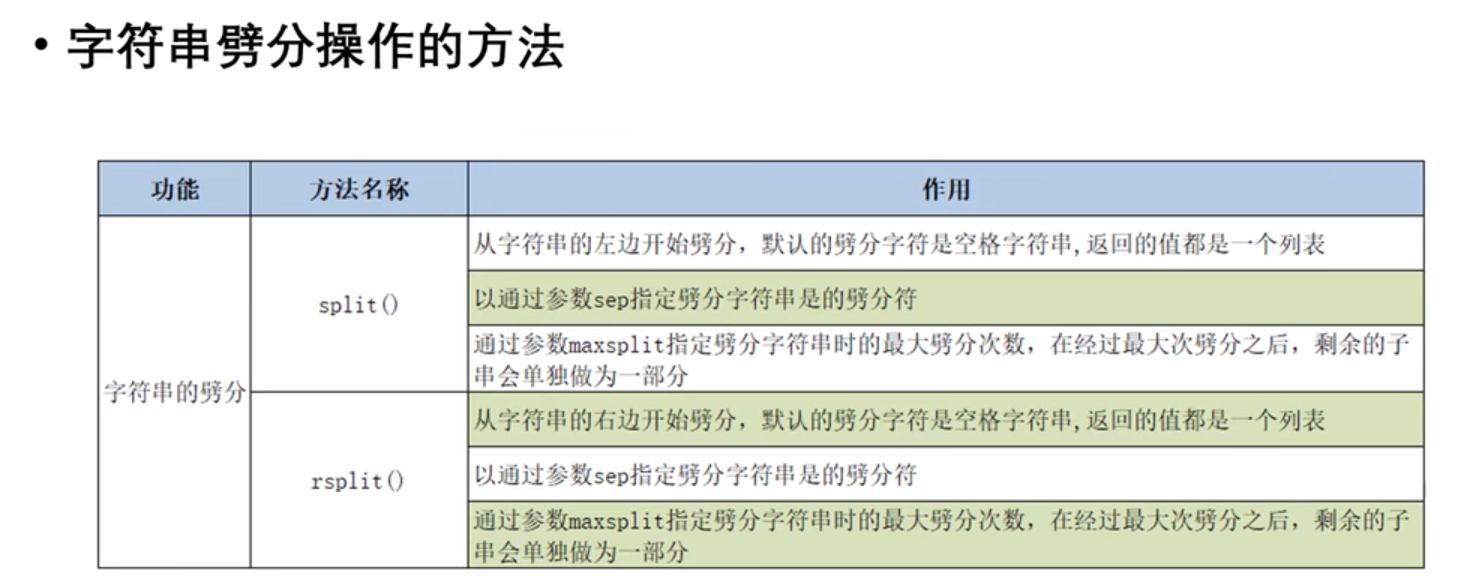 • 字符串劈分操作的方法
功能 方法名称 作用
从字符串的左边开始劈分，默认的劈分字符是空格字符串,返回的值都是一个列表
以通过参数sep指定劈分字符串是的劈分符
split()
通过参数maxsplit指定劈分字符串时的最大劈分次数，在经过最大次劈分之后，剩余的子
串会单独做为一部分
字符串的劈分
从字符串的右边开始劈分，默认的劈分字符是空格字符串,返回的值都是一个列表
以通过参数sep指定劈分字符串是的劈分符
rsplit()
通过参数maxsplit指定劈分字符串时的最大劈分次数，在经过最大次劈分之后，剩余的子
串会单独做为一部分